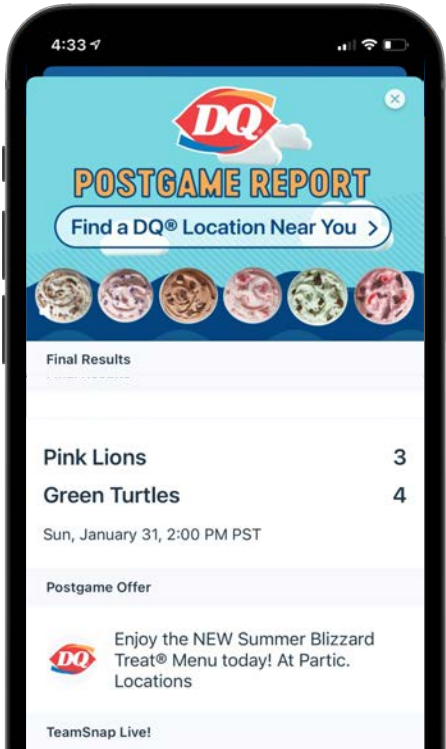 4:33
DQ
POSTGAME REPORT
Find a DQ® Location Near You >
Final Results
Pink Lions 3
Green Turtles 4
Sun, January 31, 2:00 PM PST
Postgame Offer
DQ
Enjoy the NEW Summer Blizzard
Treat® Menu today! At Partic.
Locations
TeamSnap Live!